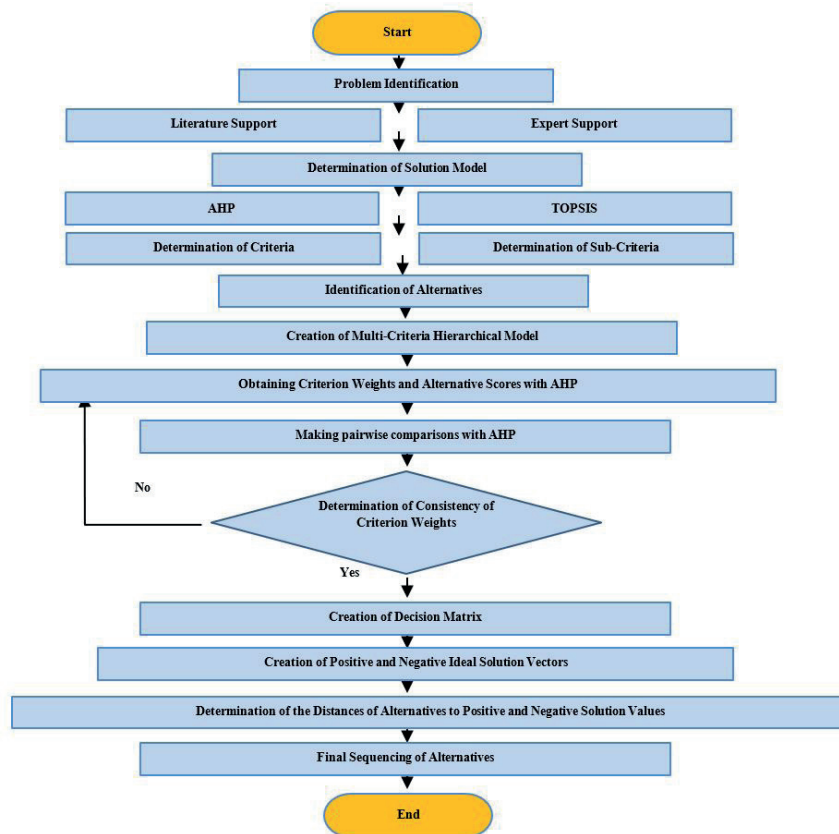 Start
Problem Identification
Literature Support
Expert Support
Determination of Solution Model
AHP
TOPSIS
Determination of Criteria
Determination of Sub-Criteria
Identification of Alternatives
Creation of Multi-Criteria Hierarchical Model
Obtaining Criterion Weights and Alternative Scores with AHP
Making pairwise comparisons with AHP
No
Determination of Consistency of
Criterion Weights
Yes
Creation of Decision Matrix
Creation of Positive and Negative Ideal Solution Vectors
Determination of the Distances of Alternatives to Positive and Negative Solution Values
Final Sequencing of Alternatives
End